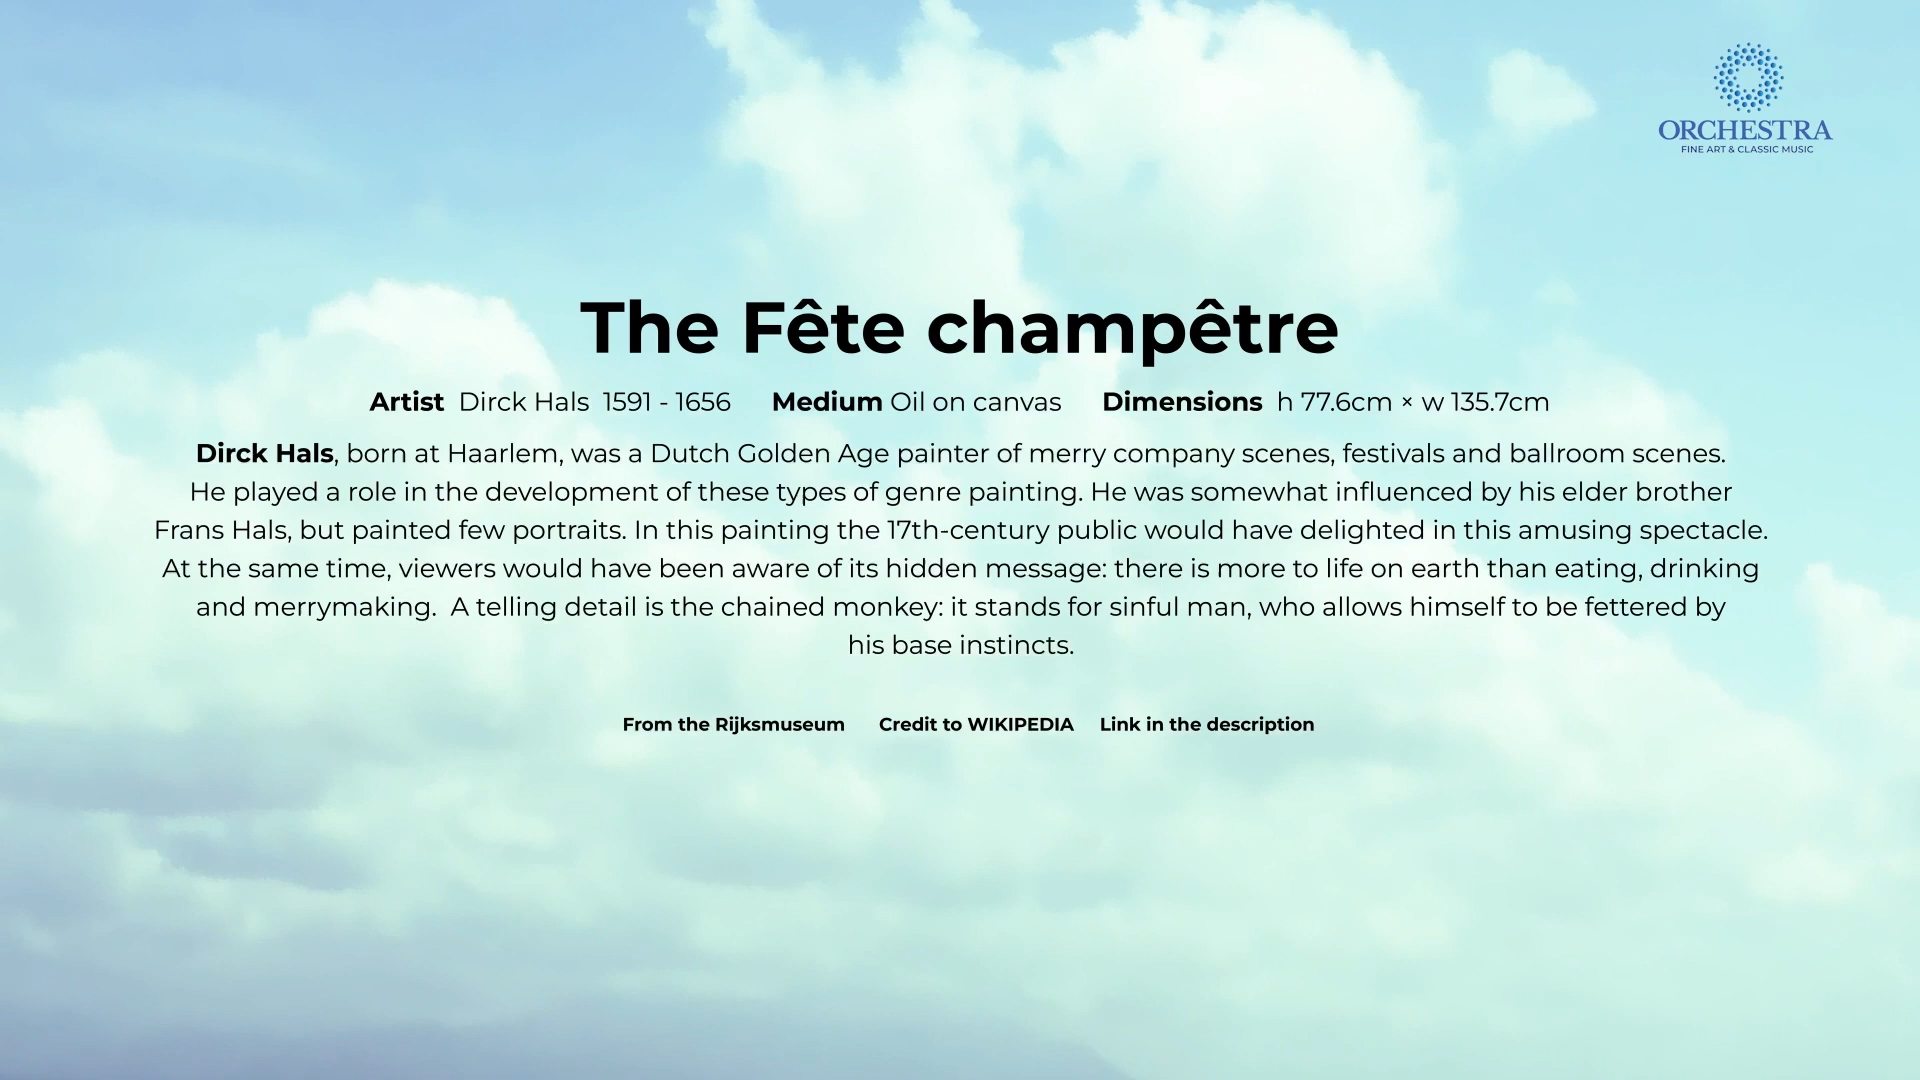 ORCHESTRA
FINE ART & CLASSIC MUSIC
The Fête champêtre
Artist Dirck Hals 1591 - 1656 Medium Oil on canvas Dimensions h 77.6cm × w 135.7cm
Dirck Hals, born at Haarlem, was a Dutch Golden Age painter of merry company scenes, festivals and ballroom scenes.
He played a role in the development of these types of genre painting. He was somewhat influenced by his elder brother
Frans Hals, but painted few portraits. In this painting the 17th-century public would have delighted in this amusing spectacle.
At the same time, viewers would have been aware of its hidden message: there is more to life on earth than eating, drinking
and merrymaking. A telling detail is the chained monkey: it stands for sinful man, who allows himself to be fettered by
his base instincts.
From the Rijksmuseum Credit to WIKIPEDIA Link in the description